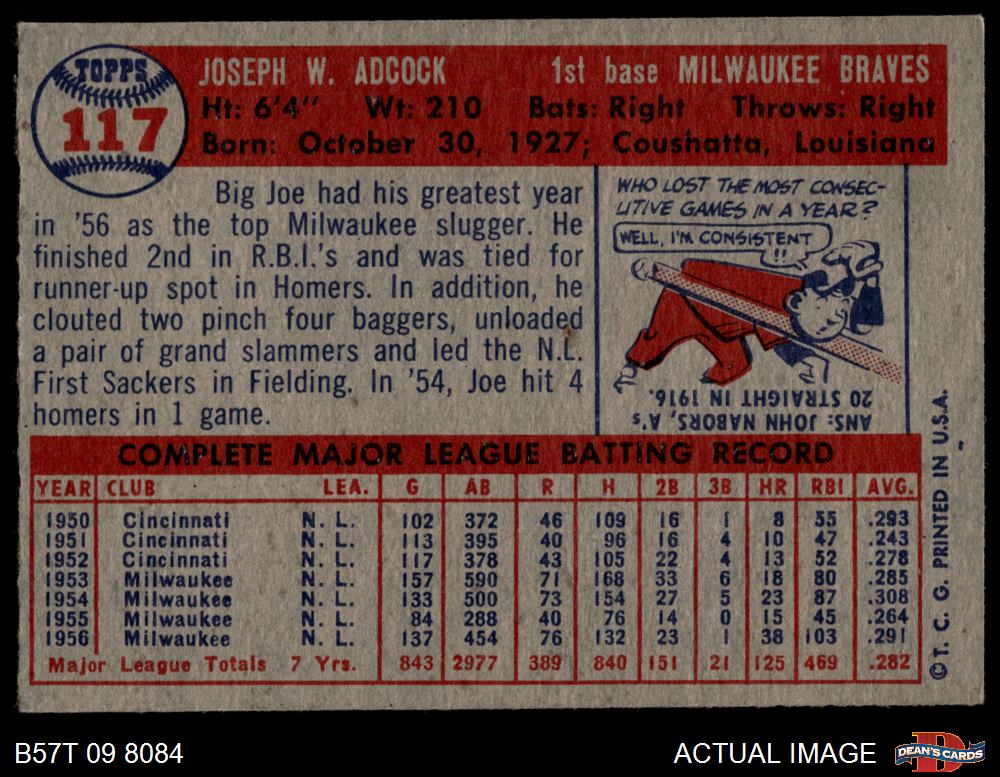 TOPPS
117
JOSEPH W. ADCOCK 1st base MILWAUKEE BRAVES
Ht: 6'4" Wt: 210 Bats: Right Throws: Right
Born: October 30, 1927; Coushatta, Louisiana
Big Joe had his greatest year
in '56 as the top Milwaukee slugger. He
finished 2nd in R.B.I.'s and was tied for
runner-up spot in Homers. In addition, he
clouted two pinch four baggers, unloaded
a pair of grand slammers and led the N.L.
First Sackers in Fielding. In '54, Joe hit 4
homers in 1 game.
WHO LOST THE MOST CONSEC-
UTIVE GAMES IN A YEAR?
WELL, I'M CONSISTENT
!!
ANS: JOHN NABORS, A's,
20 STRAIGHT IN 1916.
COMPLETE MAJOR LEAGUE BATTING RECORD
YEAR CLUB LEA. G AB R H 2B 3B HR RBI AVG.
1950 Cincinnati N. L. 102 372 46 109 16 1 8 55 .293
1951 Cincinnati N. L. 113 395 40 96 16 4 10 47 .243
1952 Cincinnati N. L. 117 378 43 105 22 4 13 52 .278
1953 Milwaukee N. L. 157 590 71 168 33 6 18 80 .285
1954 Milwaukee N. L. 133 500 73 154 27 5 23 87 .308
1955 Milwaukee N. L. 84 288 40 76 14 0 15 45 .264
1956 Milwaukee N. L. 137 454 76 132 23 1 38 103 .291
Major League Totals 7 Yrs. 843 2977 389 840 151 21 125 469 .282
©T. C. G. PRINTED IN U.S.A.
B57T 09 8084 ACTUAL IMAGE
DEAN'S CARDS